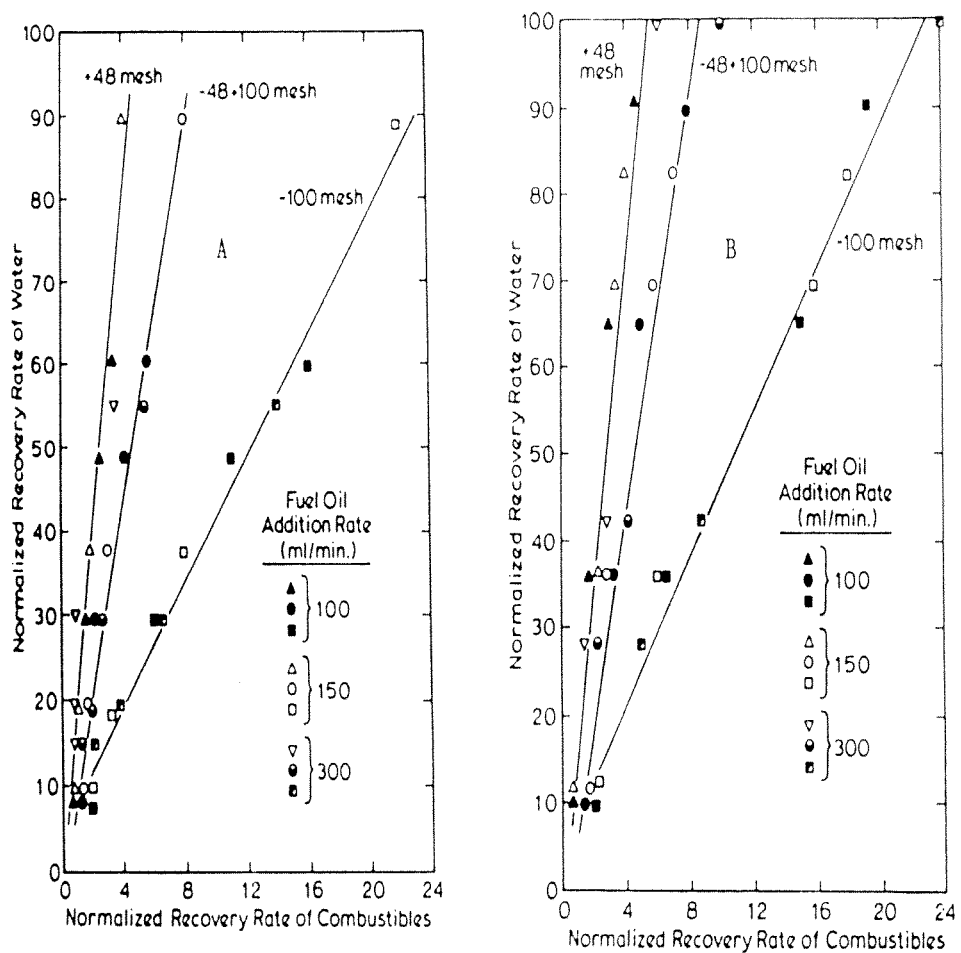 100
90
80
70
60
50
40
30
20
10
0
Normalized Recovery Rate of Water
+48 mesh
-48+100 mesh
-100 mesh
A
Fuel Oil
Addition Rate
(ml/min.)
100
150
300
0 4 8 12 16 20 24
Normalized Recovery Rate of Combustibles
100
90
80
70
60
50
40
30
20
10
0
Normalized Recovery Rate of Water
+48
mesh
-48+100 mesh
-100 mesh
B
Fuel Oil
Addition Rate
(ml/min.)
100
150
300
0 4 8 12 16 20 24
Normalized Recovery Rate of Combustibles